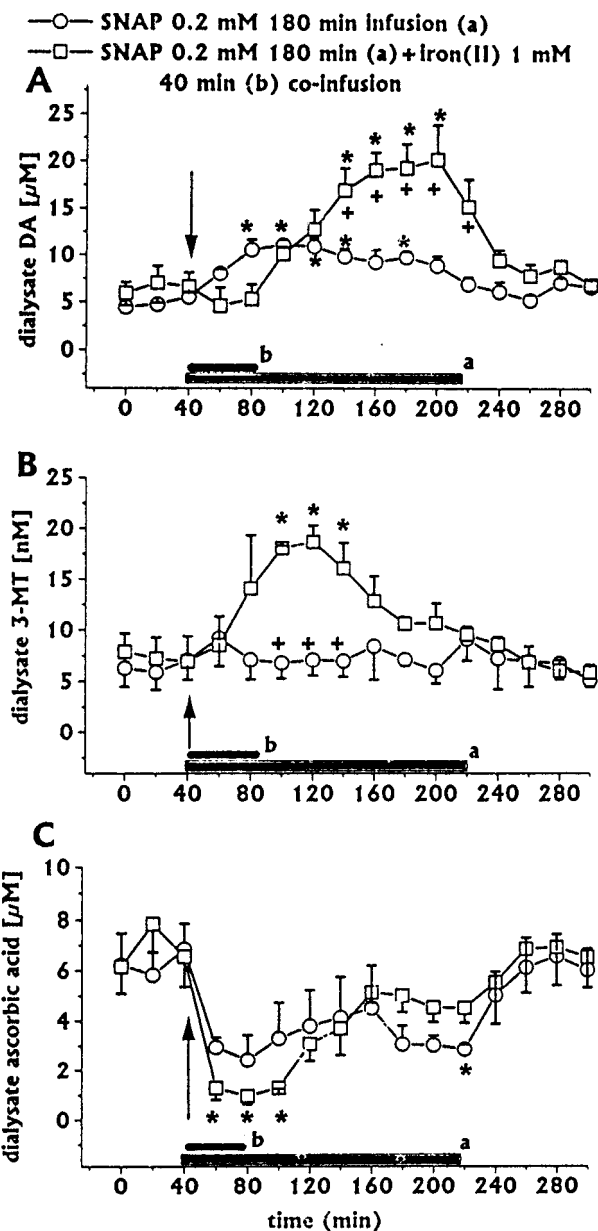 SNAP 0.2 mM 180 min infusion (a)
SNAP 0.2 mM 180 min (a)+iron(II) 1 mM
40 min (b) co-infusion
A
dialysate DA [µM]
25
20
15
10
5
0
* * * * * * * * *
+ + + + +
b
a
0 40 80 120 160 200 240 280
B
dialysate 3-MT [nM]
25
20
15
10
5
0
* * *
+ + +
b
a
0 40 80 120 160 200 240 280
C
dialysate ascorbic acid [µM]
10
8
6
4
2
0
* * * *
b
a
0 40 80 120 160 200 240 280
time (min)